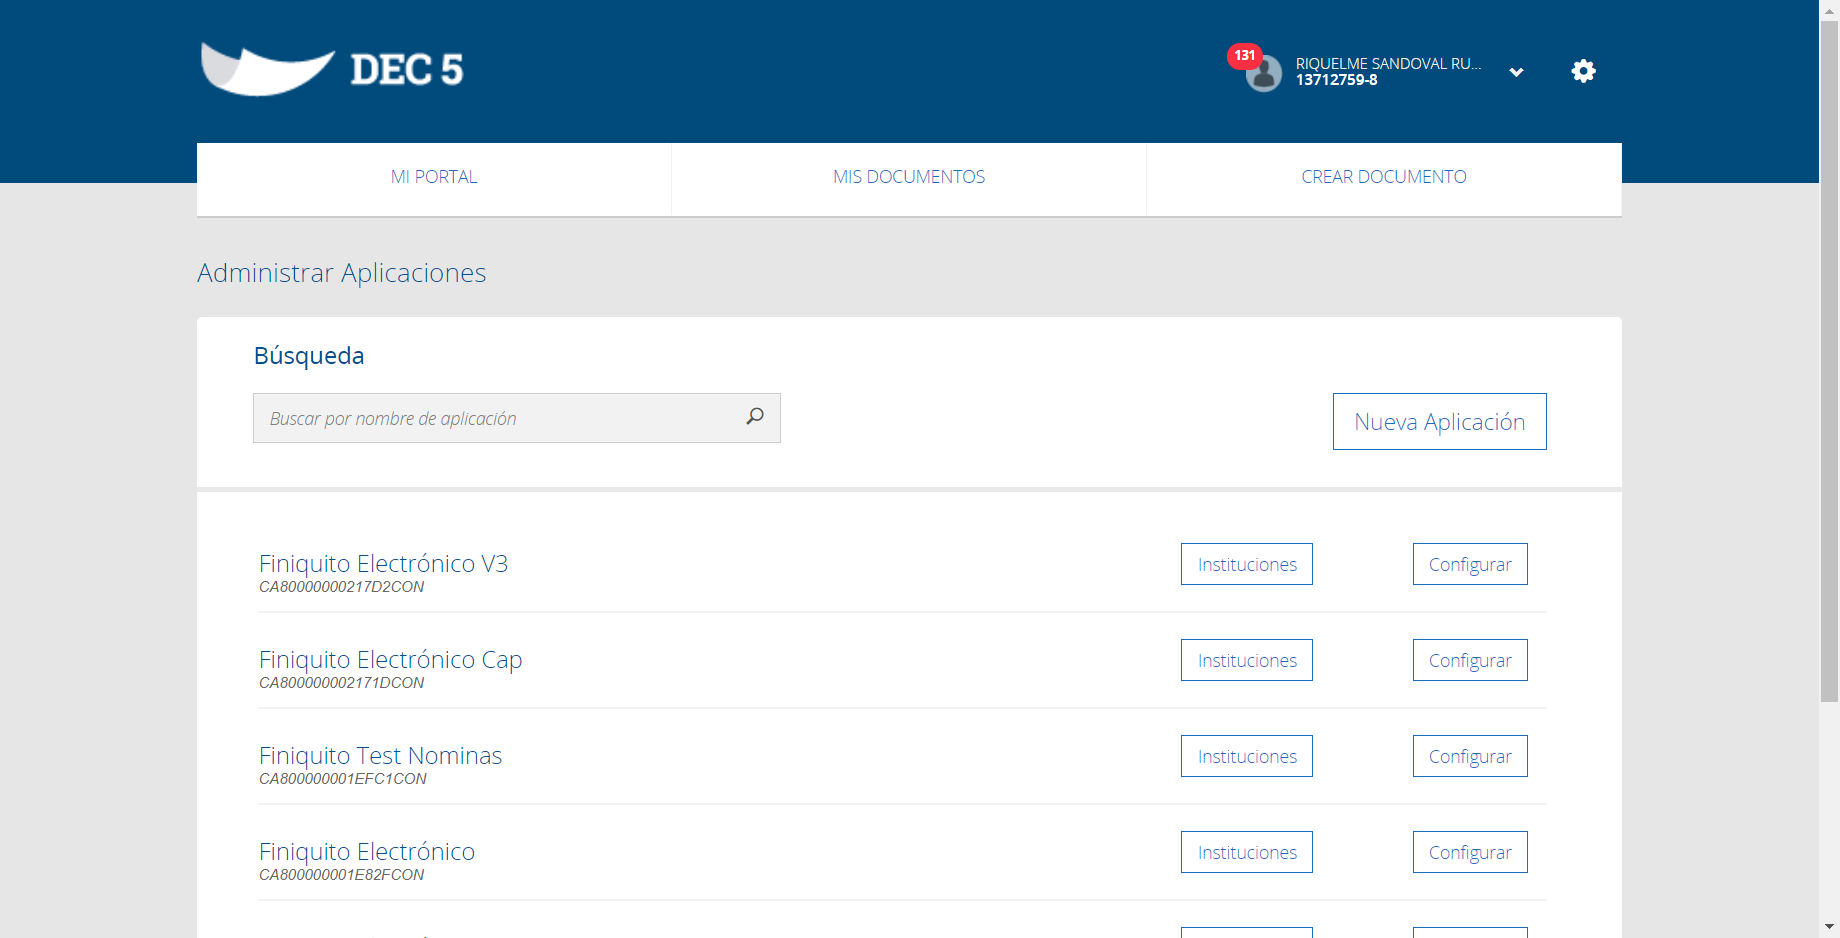 DEC 5
131
RIQUELME SANDOVAL RU...
13712759-8
MI PORTAL
MIS DOCUMENTOS
CREAR DOCUMENTO
Administrar Aplicaciones
Búsqueda
Buscar por nombre de aplicación
Nueva Aplicación
Finiquito Electrónico V3
Instituciones
Configurar
CA80000000217D2CON
Finiquito Electrónico Cap
Instituciones
Configurar
CA800000002171DCON
Finiquito Test Nominas
Instituciones
Configurar
CA800000001EFC1CON
Finiquito Electrónico
Instituciones
Configurar
CA800000001E82FCON